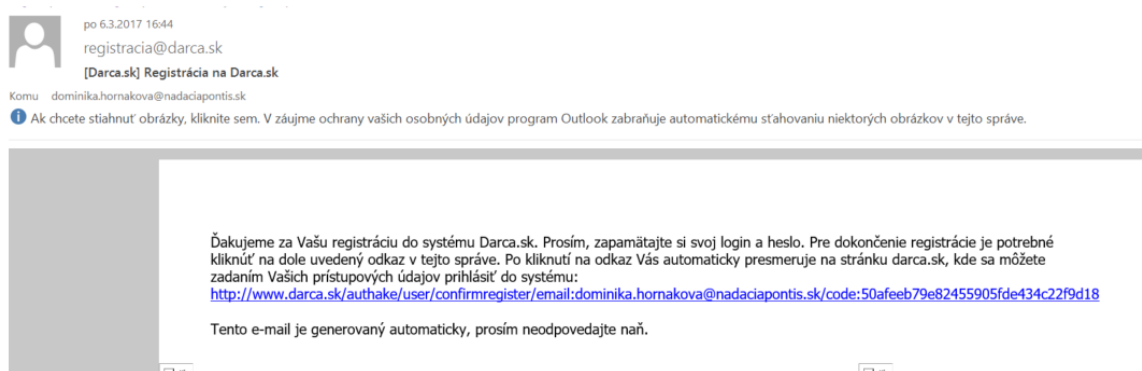 po 6.3.2017 16:44
registracia@darca.sk
[Darca.sk] Registrácia na Darca.sk
Komu dominika.hornakova@nadaciapontis.sk
Ak chcete stiahnuť obrázky, kliknite sem. V záujme ochrany vašich osobných údajov program Outlook zabraňuje automatickému sťahovaniu niektorých obrázkov v tejto správe.
Ďakujeme za Vašu registráciu do systému Darca.sk. Prosím, zapamätajte si svoj login a heslo. Pre dokončenie registrácie je potrebné
kliknúť na dole uvedený odkaz v tejto správe. Po kliknutí na odkaz Vás automaticky presmeruje na stránku darca.sk, kde sa môžete
zadaním Vašich prístupových údajov prihlásiť do systému:
http://www.darca.sk/authake/user/confirmregister/email:dominika.hornakova@nadaciapontis.sk/code:50afeeb79e82455905fde434c22f9d18
Tento e-mail je generovaný automaticky, prosím neodpovedajte naň.